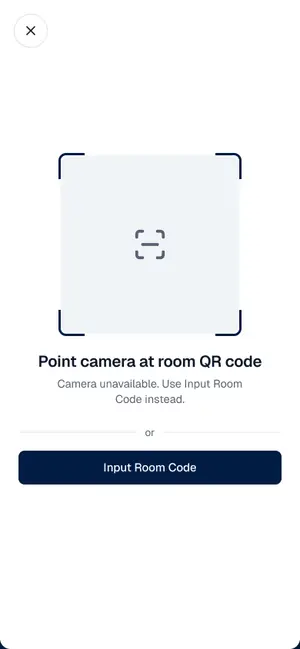 Point camera at room QR code
Camera unavailable. Use Input Room
Code instead.
or
Input Room Code